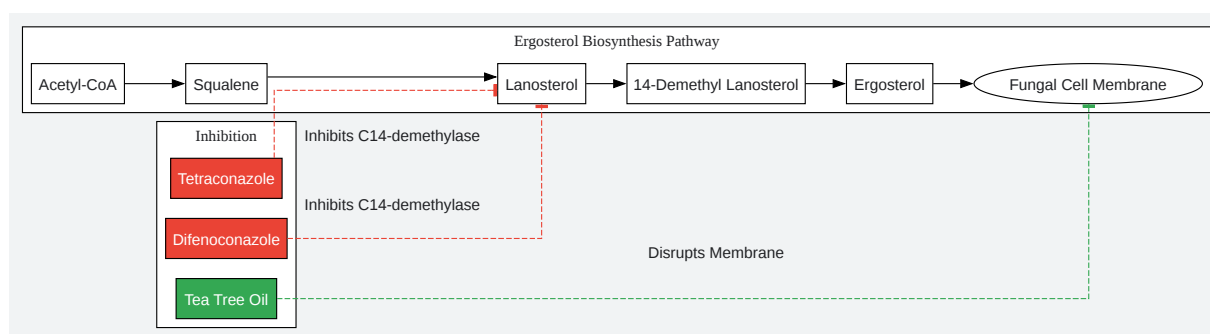 Ergosterol Biosynthesis Pathway
Acetyl-CoA
Squalene
Lanosterol
14-Demethyl Lanosterol
Ergosterol
Fungal Cell Membrane
Inhibition
Inhibits C14-demethylase
Tetraconazole
Inhibits C14-demethylase
Difenoconazole
Disrupts Membrane
Tea Tree Oil